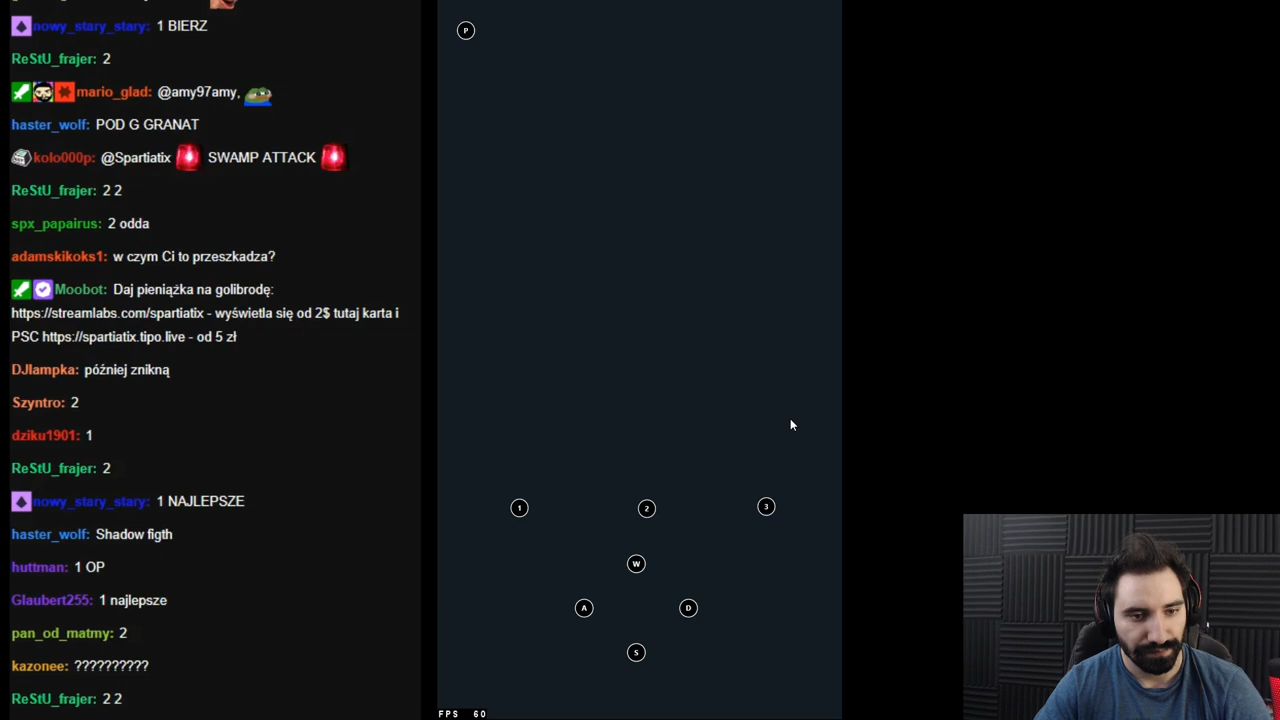 nowy_stary_stary: 1 BIERZ
ReStU_frajer: 2
mario_glad: @amy97amy,
haster_wolf: POD G GRANAT
kolo000p: @Spartiatix SWAMP ATTACK
ReStU_frajer: 2 2
spx_papairus: 2 odda
adamskikoks1: w czym Ci to przeszkadza?
Moobot: Daj pieniążka na golibrodę:
https://streamlabs.com/spartiatix - wyświetla się od 2$ tutaj karta i
PSC https://spartiatix.tipo.live - od 5 zł
DJlampka: później znikną
Szyntro: 2
dziku1901: 1
ReStU_frajer: 2
nowy_stary_stary: 1 NAJLEPSZE
haster_wolf: Shadow figth
huttman: 1 OP
Glaubert255: 1 najlepsze
pan_od_matmy: 2
kazonee: ??????????
ReStU_frajer: 2 2
P
1 2 3
W
A D
S
FPS 60